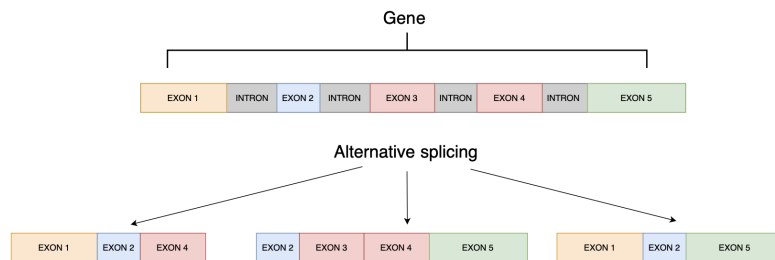 Gene
EXON 1 INTRON EXON 2 INTRON EXON 3 INTRON EXON 4 INTRON EXON 5
Alternative splicing
EXON 1 EXON 2 EXON 4 EXON 2 EXON 3 EXON 4 EXON 5 EXON 1 EXON 2 EXON 5